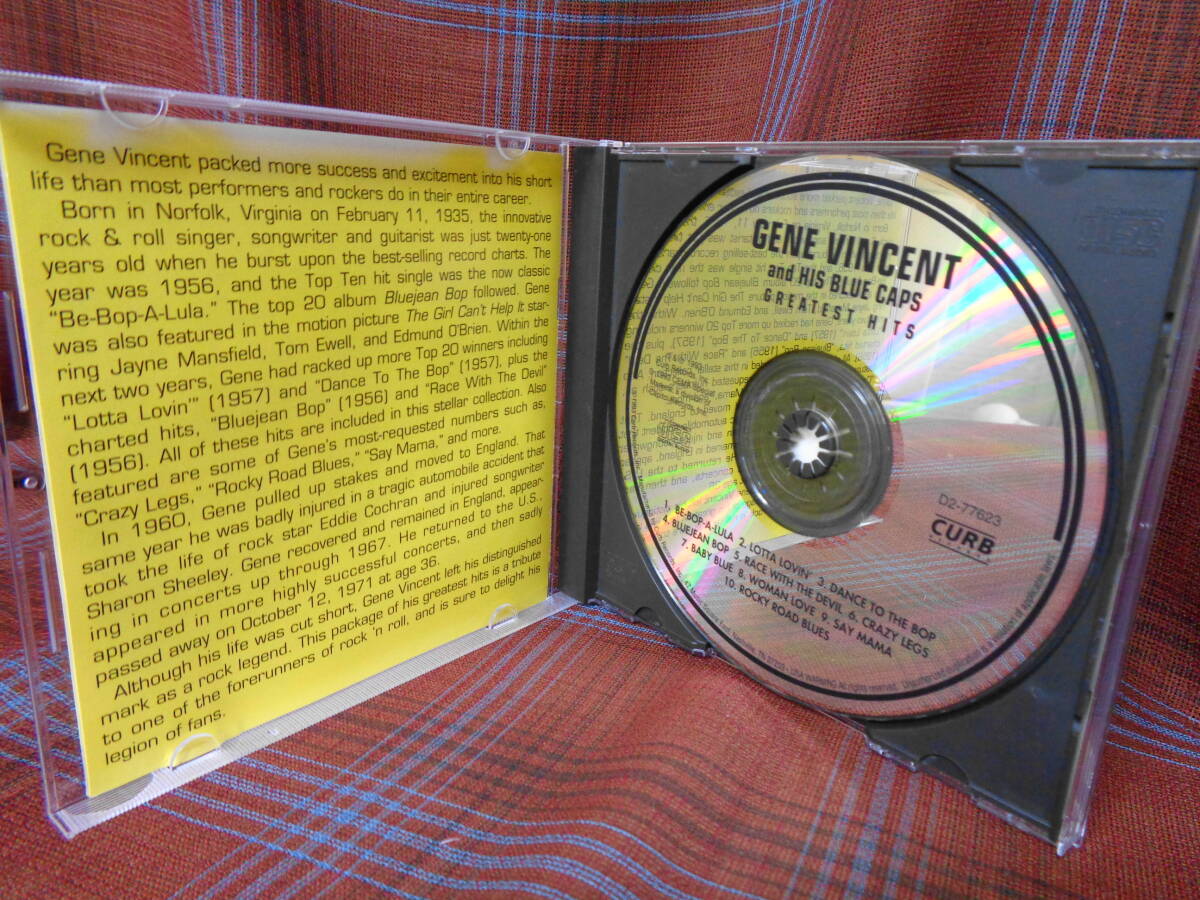 Gene Vincent packed more success and excitement into his short
life than most performers and rockers do in their entire career.
Born in Norfolk, Virginia on February 11, 1935, the innovative
rock & roll singer, songwriter and guitarist was just twenty-one
years old when he burst upon the best-selling record charts. The
year was 1956, and the Top Ten hit single was the now classic
"Be-Bop-A-Lula." The top 20 album Bluejean Bop followed. Gene
was also featured in the motion picture The Girl Can't Help It star-
ring Jayne Mansfield, Tom Ewell, and Edmund O'Brien. Within the
next two years, Gene had racked up more Top 20 winners including
"Lotta Lovin'" (1957) and "Dance To The Bop" (1957), plus the
charted hits, "Bluejean Bop" (1956) and "Race With The Devil"
(1956). All of these hits are included in this stellar collection. Also
featured are some of Gene's most-requested numbers such as,
"Crazy Legs," "Rocky Road Blues," "Say Mama," and more.
In 1960, Gene pulled up stakes and moved to England. That
same year he was badly injured in a tragic automobile accident that
took the life of rock star Eddie Cochran and injured songwriter
Sharon Sheeley. Gene recovered and remained in England, appear-
ing in concerts up through 1967. He returned to the U.S.,
appeared in more highly successful concerts, and then sadly
passed away on October 12, 1971 at age 36.
Although his life was cut short, Gene Vincent left his distinguished
mark as a rock legend. This package of his greatest hits is a tribute
to one of the forerunners of rock 'n roll, and is sure to delight his
legion of fans.
GENE VINCENT
and HIS BLUE CAPS
GREATEST HITS
D2-77623
CURB
RECORDS
1. BE-BOP-A-LULA 2. LOTTA LOVIN' 3. DANCE TO THE BOP
4. BLUEJEAN BOP 5. RACE WITH THE DEVIL 6. CRAZY LEGS
7. BABY BLUE 8. WOMAN LOVE 9. SAY MAMA
10. ROCKY ROAD BLUES